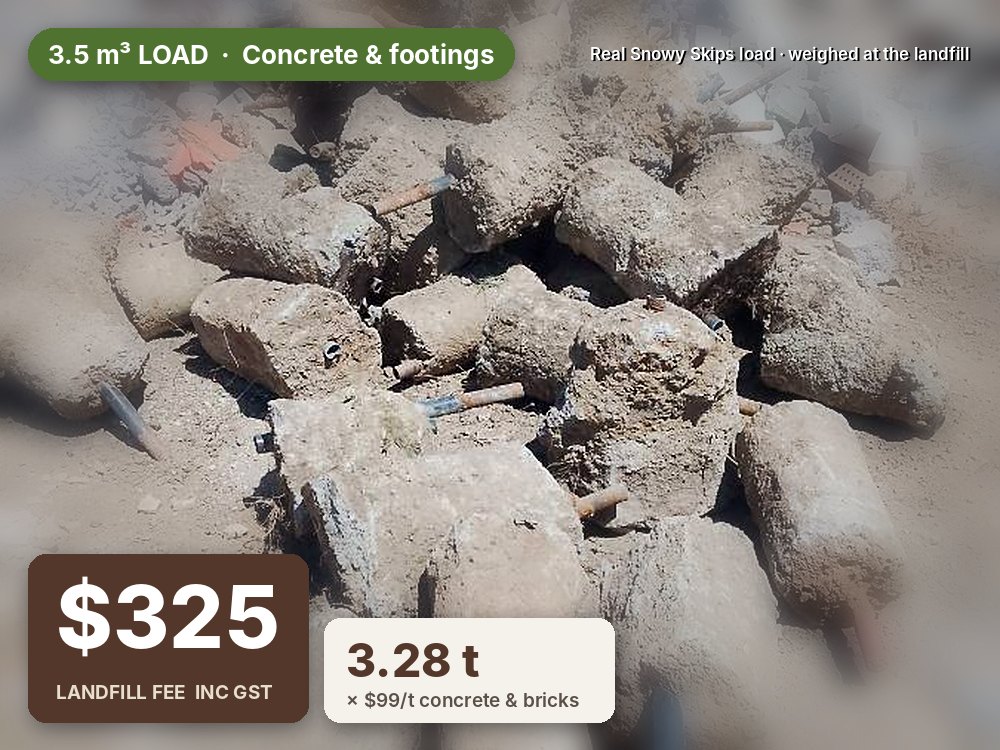 3.5 m³ LOAD · Concrete & footings
Real Snowy Skips load · weighed at the landfill
$325
LANDFILL FEE INC GST
3.28 t
× $99/t concrete & bricks